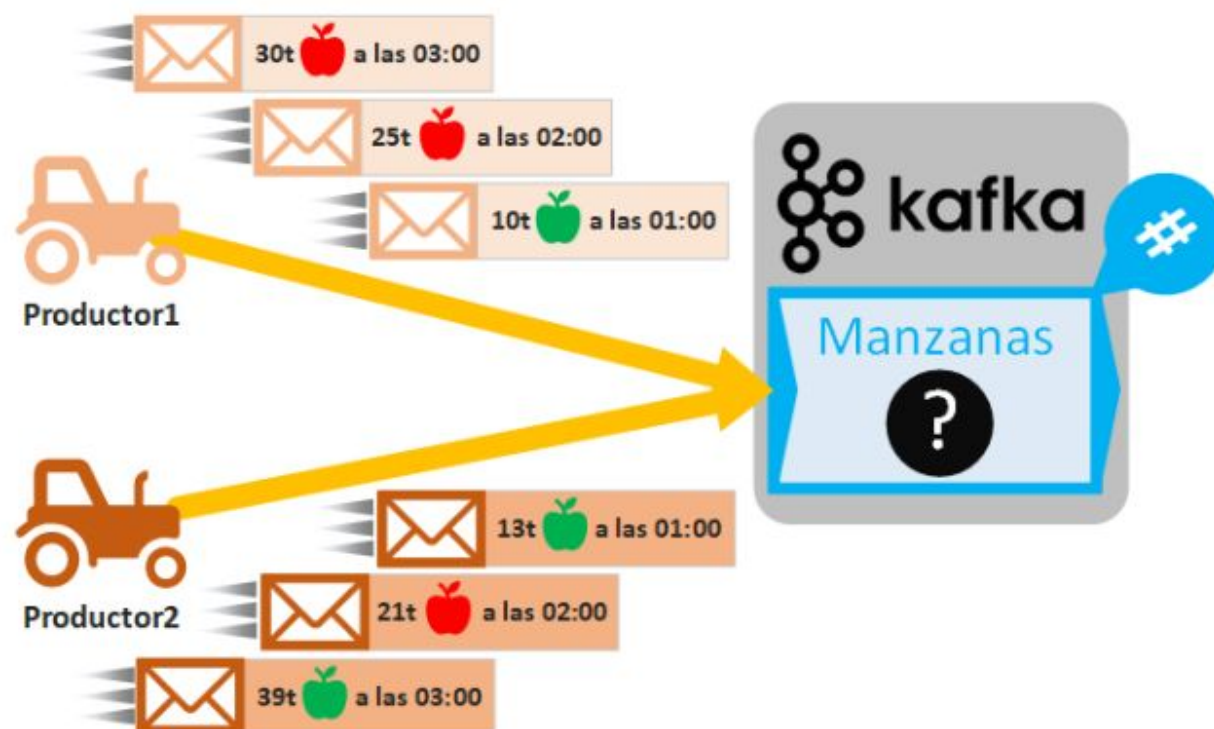 30t a las 03:00
25t a las 02:00
10t a las 01:00
Productor1
kafka
#
Manzanas
?
13t a las 01:00
21t a las 02:00
Productor2
39t a las 03:00